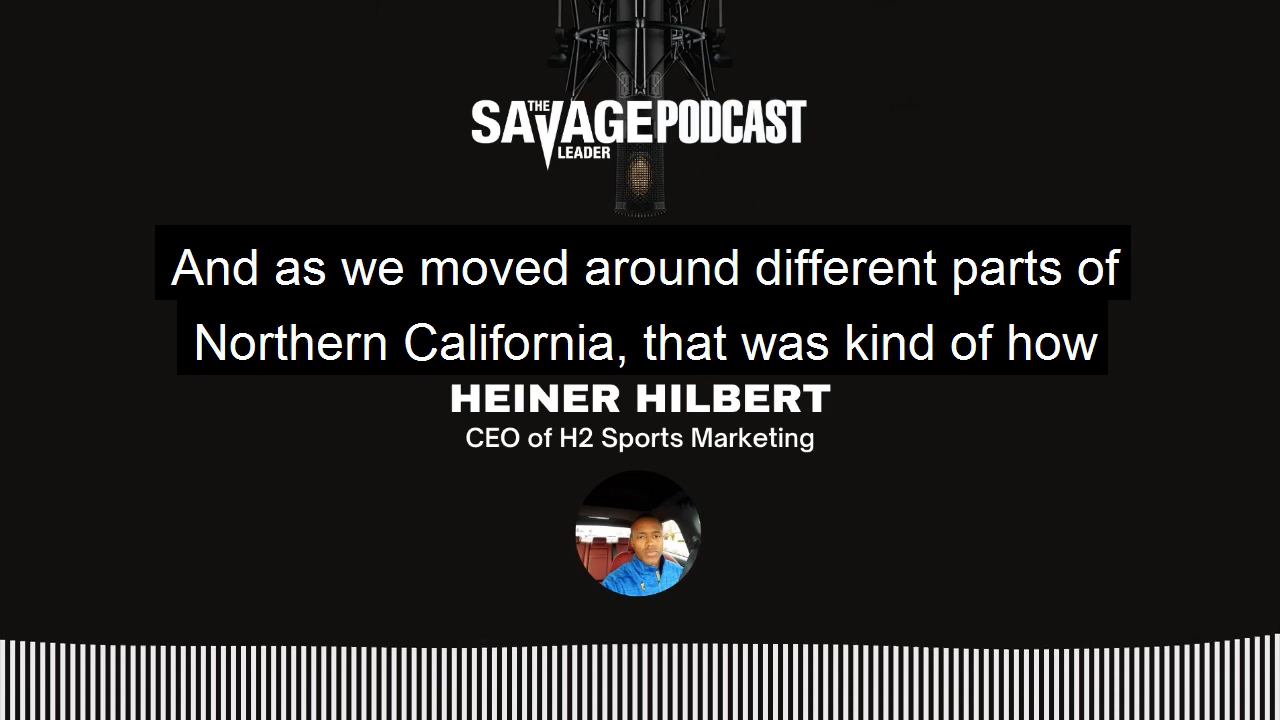 THE SAVAGE PODCAST
LEADER
And as we moved around different parts of
Northern California, that was kind of how
HEINER HILBERT
CEO of H2 Sports Marketing